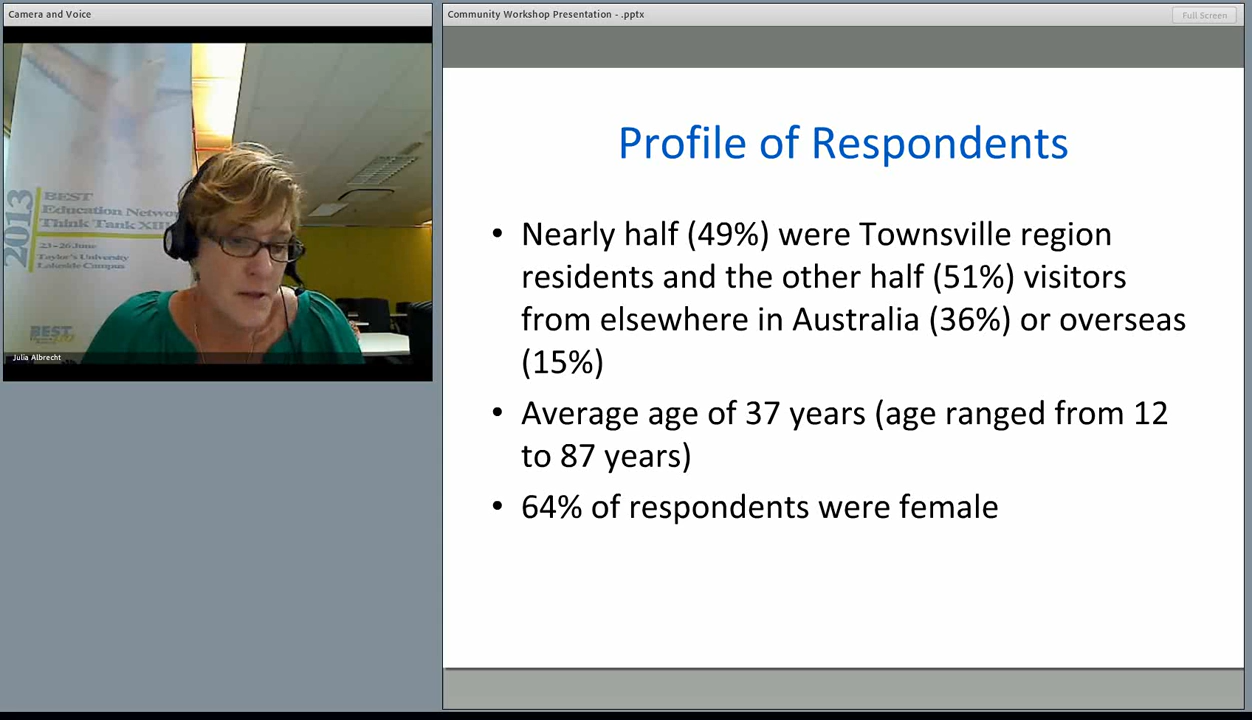 Camera and Voice
2013
BEST
Education Networ
Think Tank XIII
23 - 26 June
Taylor's University
Lakeside Campus
BEST
Julia Albrecht
Community Workshop Presentation - .pptx
Full Screen
Profile of Respondents
• Nearly half (49%) were Townsville region
residents and the other half (51%) visitors
from elsewhere in Australia (36%) or overseas
(15%)
• Average age of 37 years (age ranged from 12
to 87 years)
• 64% of respondents were female